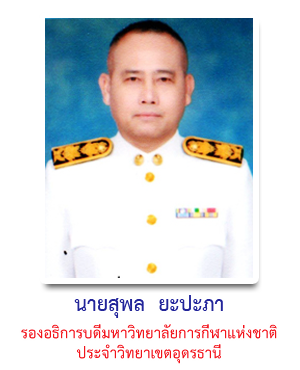 นายสุพล ยะปะภา
รองอธิการบดีมหาวิทยาลัยการกีฬาแห่งชาติ
ประจำวิทยาเขตอุดรธานี